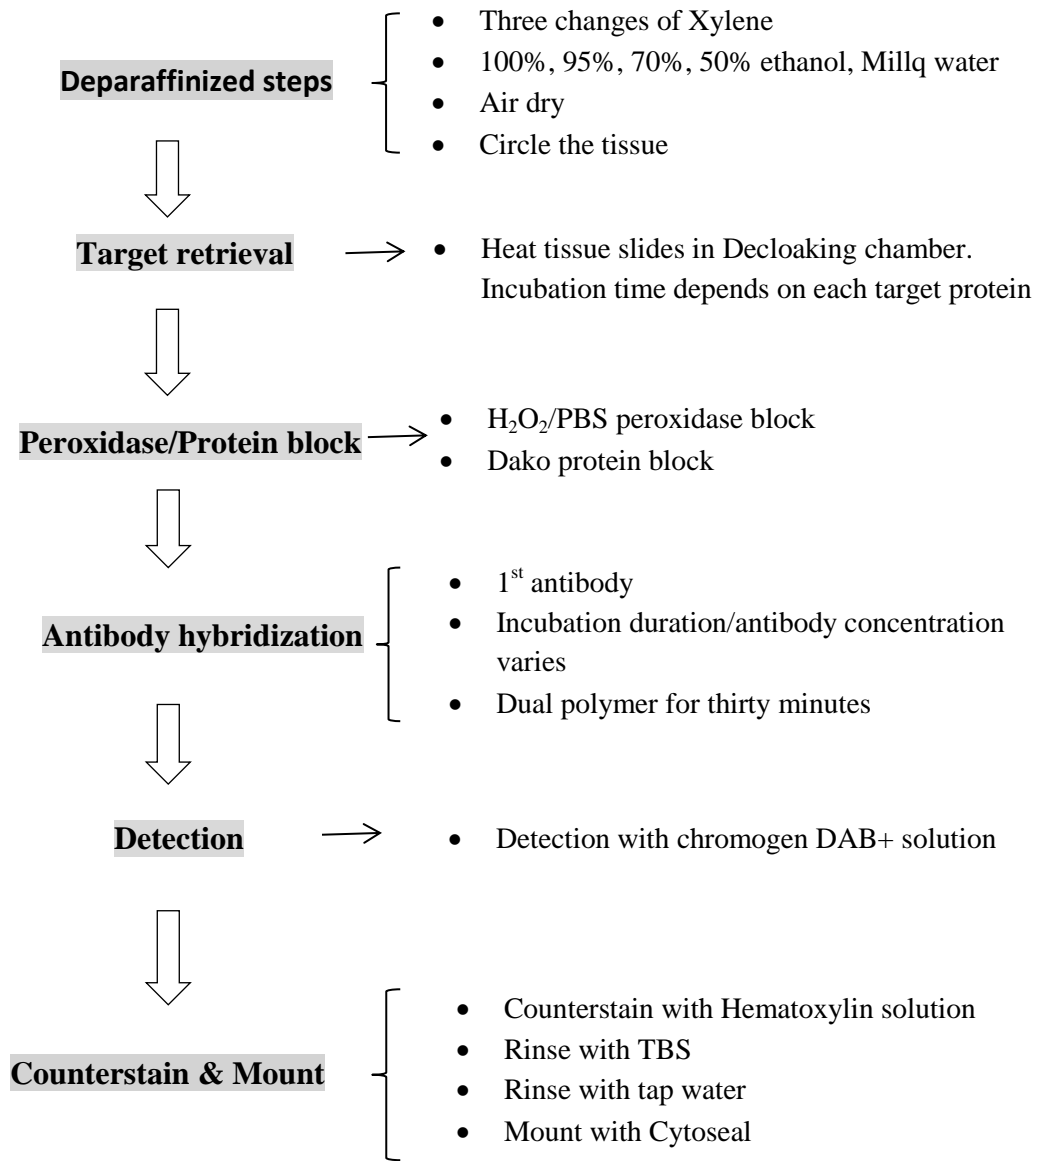 Deparaffinized steps
• Three changes of Xylene
• 100%, 95%, 70%, 50% ethanol, Millq water
• Air dry
• Circle the tissue
Target retrieval
• Heat tissue slides in Decloaking chamber.
Incubation time depends on each target protein
Peroxidase/Protein block
• H₂O₂/PBS peroxidase block
• Dako protein block
Antibody hybridization
• 1st antibody
• Incubation duration/antibody concentration
varies
• Dual polymer for thirty minutes
Detection
• Detection with chromogen DAB+ solution
Counterstain & Mount
• Counterstain with Hematoxylin solution
• Rinse with TBS
• Rinse with tap water
• Mount with Cytoseal